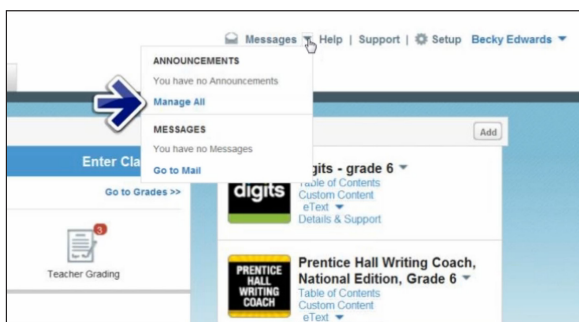 Messages Help | Support | Setup Becky Edwards
ANNOUNCEMENTS
You have no Announcements
Manage All
MESSAGES
You have no Messages
Go to Mail
Add
Enter Cla
Go to Grades >>
3
Teacher Grading
digits
gits - grade 6
Table of Contents
Custom Content
eText
Details & Support
PRENTICE
HALL
WRITING
COACH
Prentice Hall Writing Coach,
National Edition, Grade 6
Table of Contents
Custom Content
eText